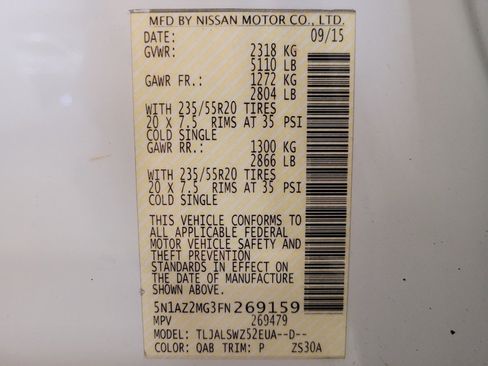 MFD BY NISSAN MOTOR CO., LTD.
DATE: 09/15
GVWR: 2318 KG
5110 LB
GAWR FR.: 1272 KG
2804 LB
WITH 235/55R20 TIRES
20 X 7.5 RIMS AT 35 PSI
COLD SINGLE
GAWR RR.: 1300 KG
2866 LB
WITH 235/55R20 TIRES
20 X 7.5 RIMS AT 35 PSI
COLD SINGLE
THIS VEHICLE CONFORMS TO
ALL APPLICABLE FEDERAL
MOTOR VEHICLE SAFETY AND
THEFT PREVENTION
STANDARDS IN EFFECT ON
THE DATE OF MANUFACTURE
SHOWN ABOVE.
5N1AZ2MG3FN269159
MPV 269479
MODEL: TLJALSWZ52EUA--D--
COLOR: QAB TRIM: P ZS30A